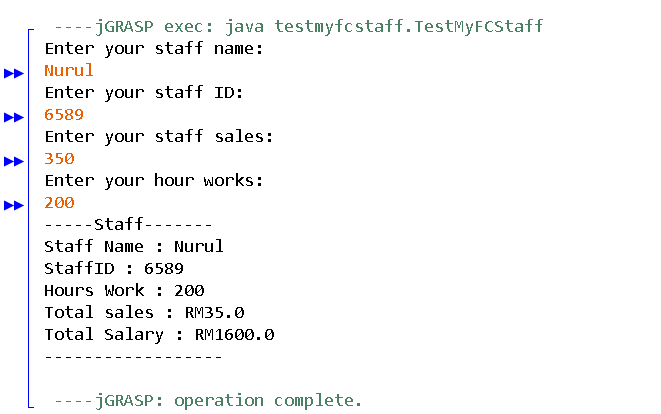 ----jGRASP exec: java testmyfcstaff.TestMyFCStaff
Enter your staff name:
Nurul
Enter your staff ID:
6589
Enter your staff sales:
350
Enter your hour works:
200
-----Staff-------
Staff Name : Nurul
StaffID : 6589
Hours Work : 200
Total sales : RM35.0
Total Salary : RM1600.0
------------------
----jGRASP: operation complete.